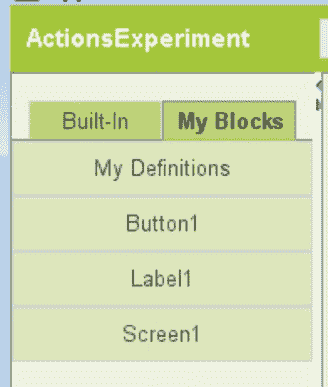 ActionsExperiment
Built-In My Blocks
My Definitions
Button1
Label1
Screen1